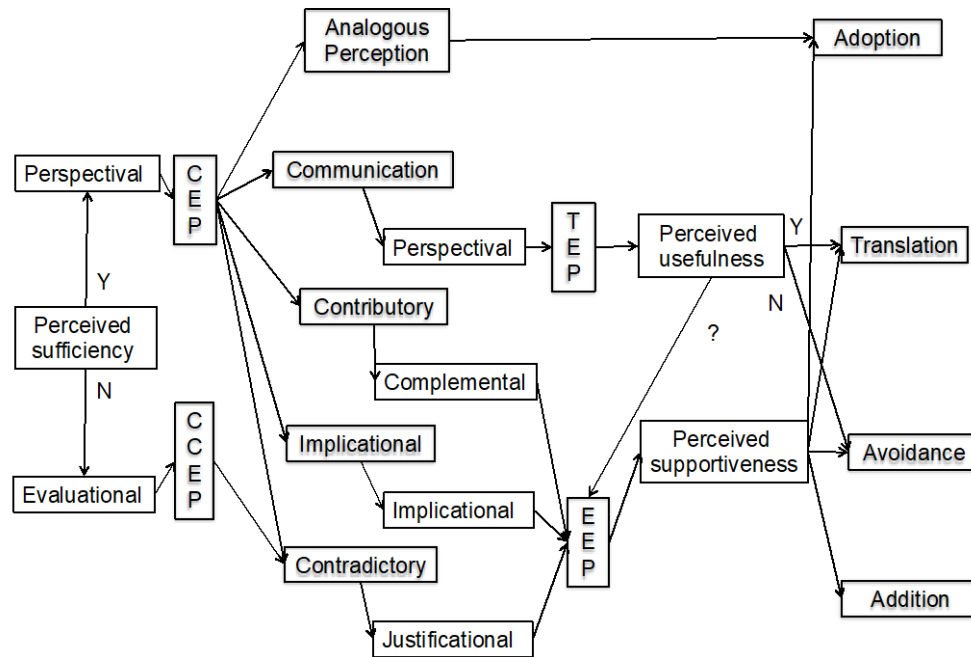 Analogous
Perception
Adoption
Perspectival
C
E
P
Communication
Perspectival
T
E
P
Perceived
usefulness
Y
Translation
Y
N
?
Perceived
sufficiency
N
Contributory
Complemental
C
C
E
P
Implicational
Perceived
supportiveness
Avoidance
Evaluational
Implicational
E
E
P
Contradictory
Addition
Justificational